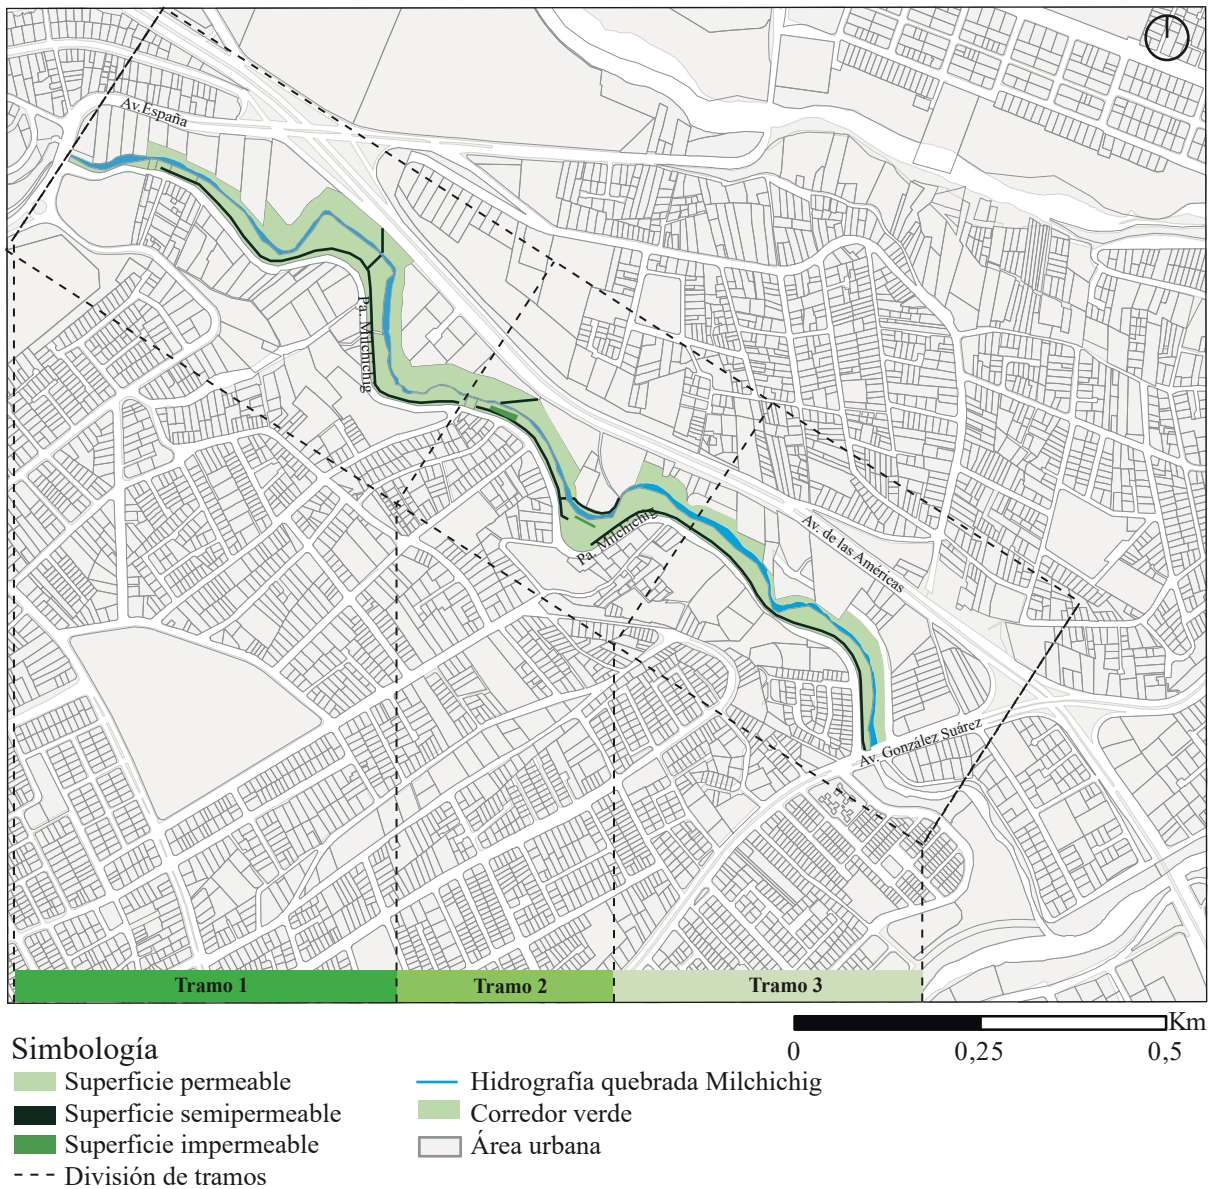 Av.España
Pa. Milchichig
Pa. Milchichig
Av. de las Américas
Av. González Suárez
Tramo 1
Tramo 2
Tramo 3
Km
0
0,25
0,5
Simbología
Superficie permeable
Superficie semipermeable
Superficie impermeable
División de tramos
Hidrografía quebrada Milchichig
Corredor verde
Área urbana